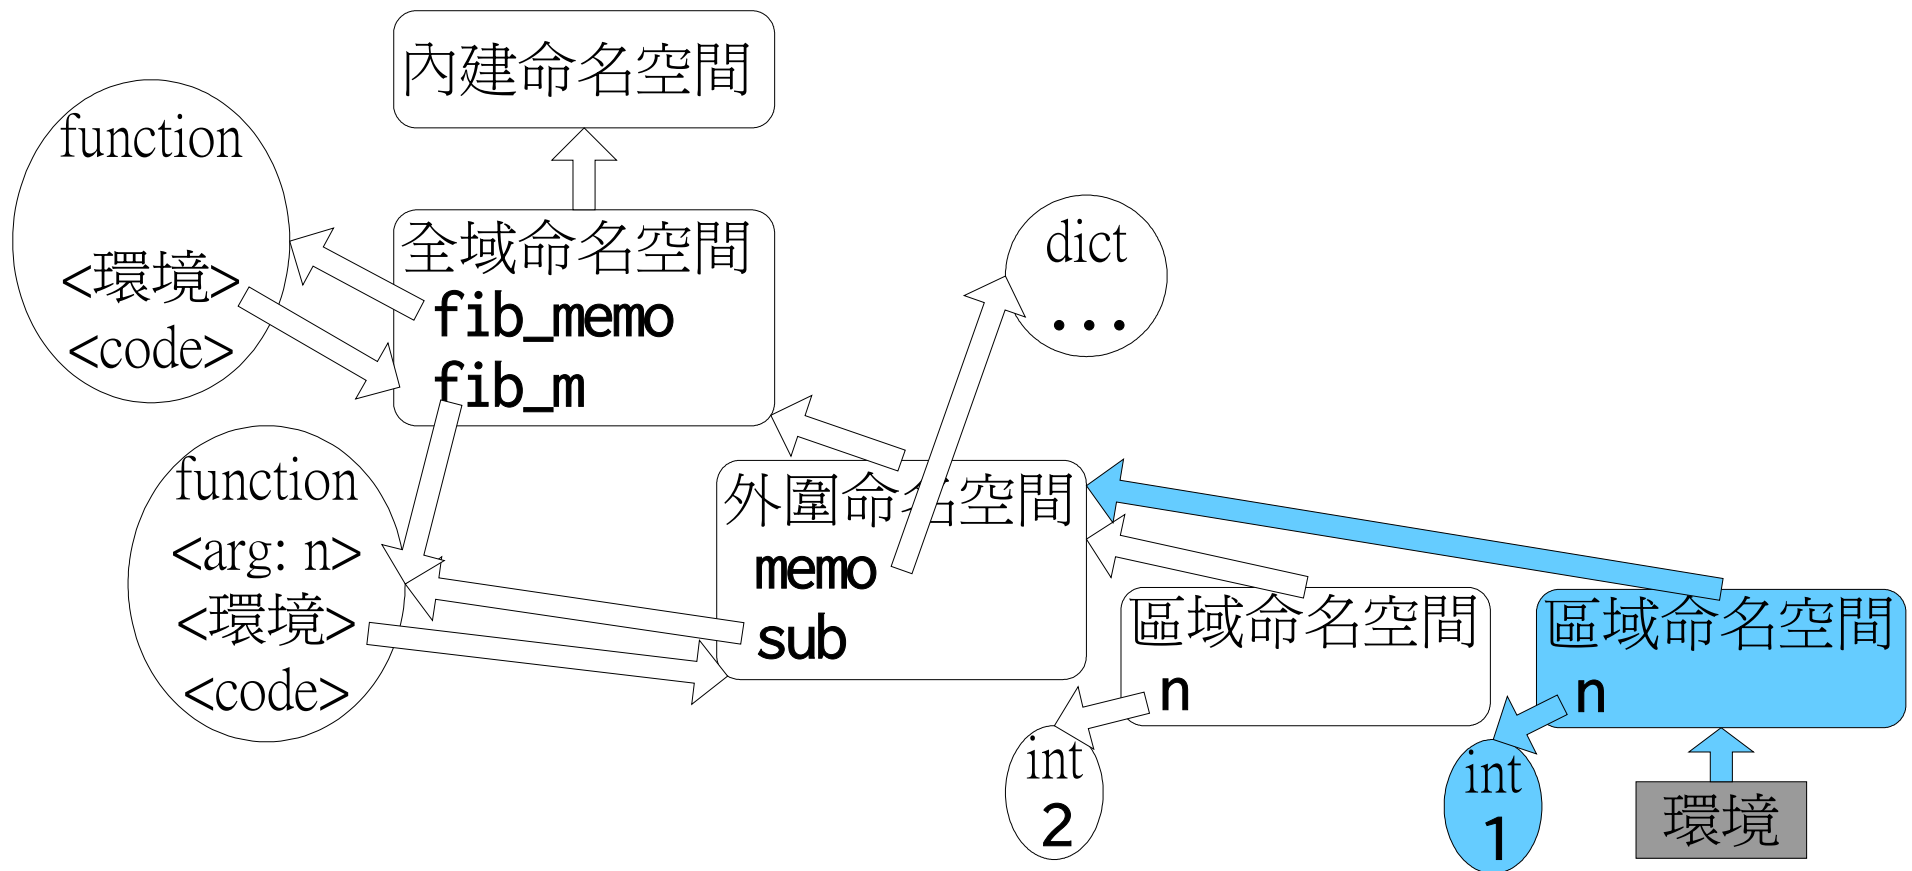 內建命名空間
function
<環境>
<code>
全域命名空間
fib_memo
fib_m
dict
...
function
<arg: n>
<環境>
<code>
外圍命名空間
memo
sub
區域命名空間
n
int
2
區域命名空間
n
int
1
環境